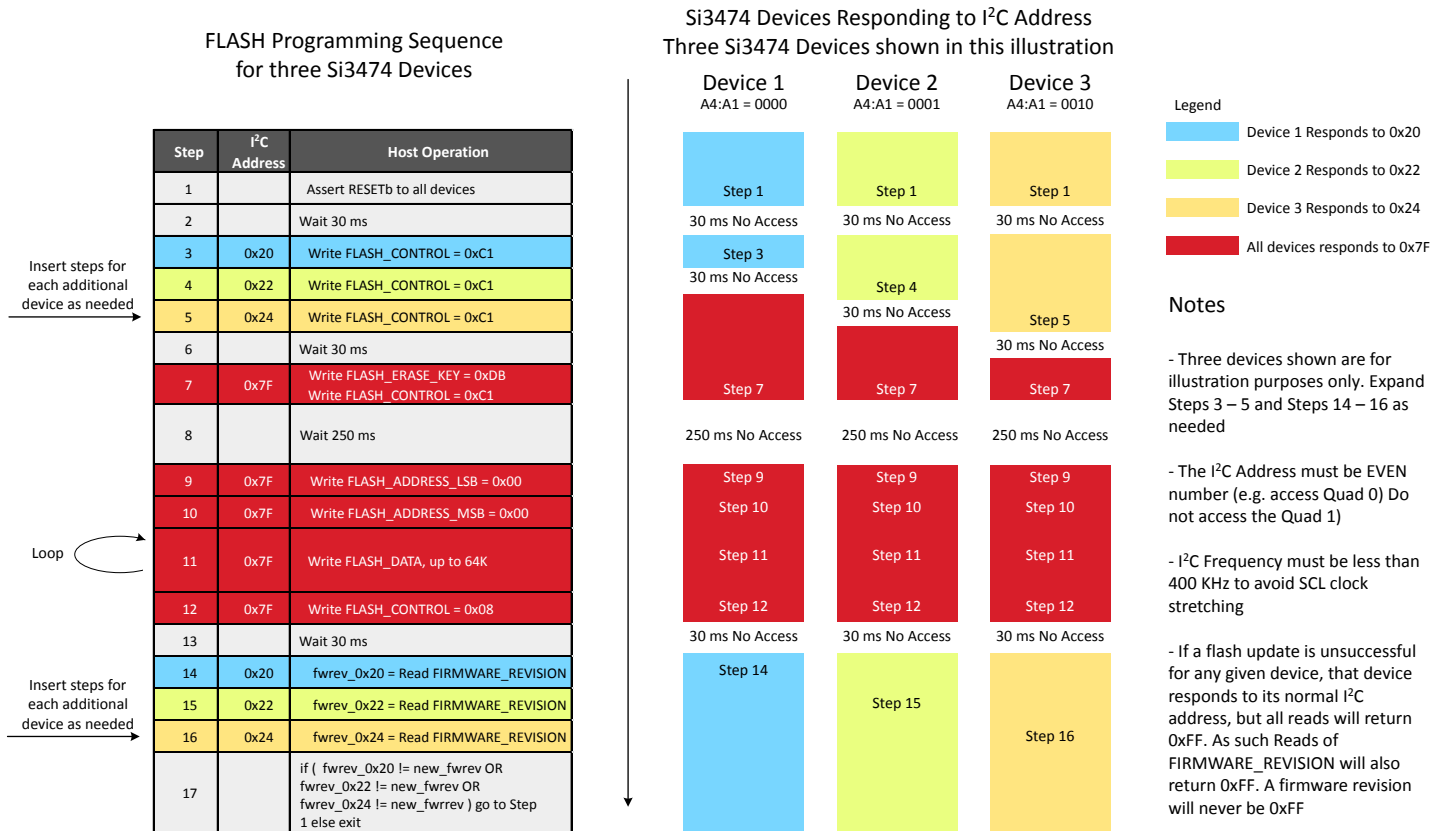 FLASH Programming Sequence
for three Si3474 Devices
Si3474 Devices Responding to I²C Address
Three Si3474 Devices shown in this illustration
Insert steps for
each additional
device as needed
Loop
Insert steps for
each additional
device as needed
Step I²C Address Host Operation
1 Assert RESETb to all devices
2 Wait 30 ms
3 0x20 Write FLASH_CONTROL = 0xC1
4 0x22 Write FLASH_CONTROL = 0xC1
5 0x24 Write FLASH_CONTROL = 0xC1
6 Wait 30 ms
7 0x7F Write FLASH_ERASE_KEY = 0xDB
Write FLASH_CONTROL = 0xC1
8 Wait 250 ms
9 0x7F Write FLASH_ADDRESS_LSB = 0x00
10 0x7F Write FLASH_ADDRESS_MSB = 0x00
11 0x7F Write FLASH_DATA, up to 64K
12 0x7F Write FLASH_CONTROL = 0x08
13 Wait 30 ms
14 0x20 fwrev_0x20 = Read FIRMWARE_REVISION
15 0x22 fwrev_0x22 = Read FIRMWARE_REVISION
16 0x24 fwrev_0x24 = Read FIRMWARE_REVISION
17 if ( fwrev_0x20 != new_fwrev OR
fwrev_0x22 != new_fwrev OR
fwrev_0x24 != new_fwrrev ) go to Step
1 else exit
Device 1
A4:A1 = 0000
Step 1
30 ms No Access
Step 3
30 ms No Access
Step 7
250 ms No Access
Step 9
Step 10
Step 11
Step 12
30 ms No Access
Step 14
Device 2
A4:A1 = 0001
Step 1
30 ms No Access
Step 4
30 ms No Access
Step 7
250 ms No Access
Step 9
Step 10
Step 11
Step 12
30 ms No Access
Step 15
Device 3
A4:A1 = 0010
Step 1
30 ms No Access
Step 5
30 ms No Access
Step 7
250 ms No Access
Step 9
Step 10
Step 11
Step 12
30 ms No Access
Step 16
Legend
Device 1 Responds to 0x20
Device 2 Responds to 0x22
Device 3 Responds to 0x24
All devices responds to 0x7F
Notes
- Three devices shown are for
illustration purposes only. Expand
Steps 3 – 5 and Steps 14 – 16 as
needed
- The I²C Address must be EVEN
number (e.g. access Quad 0) Do
not access the Quad 1)
- I²C Frequency must be less than
400 KHz to avoid SCL clock
stretching
- If a flash update is unsuccessful
for any given device, that device
responds to its normal I²C
address, but all reads will return
0xFF. As such Reads of
FIRMWARE_REVISION will also
return 0xFF. A firmware revision
will never be 0xFF